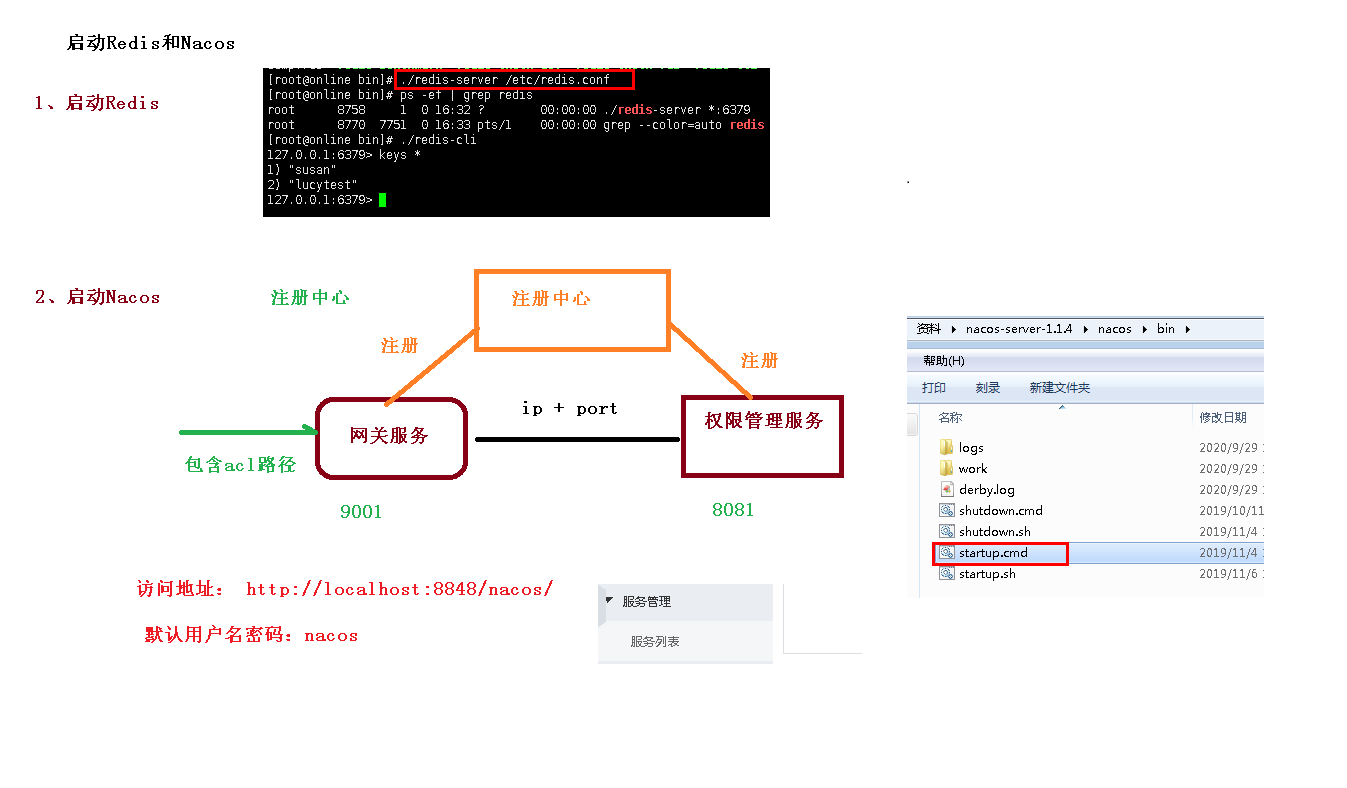 启动Redis和Nacos
1、启动Redis
[root@online bin]# ./redis-server /etc/redis.conf
[root@online bin]# ps -ef | grep redis
root 8758 1 0 16:32 ? 00:00:00 ./redis-server *:6379
root 8770 7751 0 16:33 pts/1 00:00:00 grep --color=auto redis
[root@online bin]# ./redis-cli
127.0.0.1:6379> keys *
1) "susan"
2) "lucytest"
127.0.0.1:6379>
2、启动Nacos
注册中心
注册中心
注册
注册
ip + port
网关服务
权限管理服务
包含acl路径
9001
8081
访问地址： http://localhost:8848/nacos/
默认用户名密码：nacos
服务管理
服务列表
资料 nacos-server-1.1.4 nacos bin
帮助(H)
打印 刻录 新建文件夹
名称 修改日期
logs 2020/9/29
work 2020/9/29
derby.log 2020/9/29
shutdown.cmd 2019/10/11
shutdown.sh 2019/11/4
startup.cmd 2019/11/4
startup.sh 2019/11/6